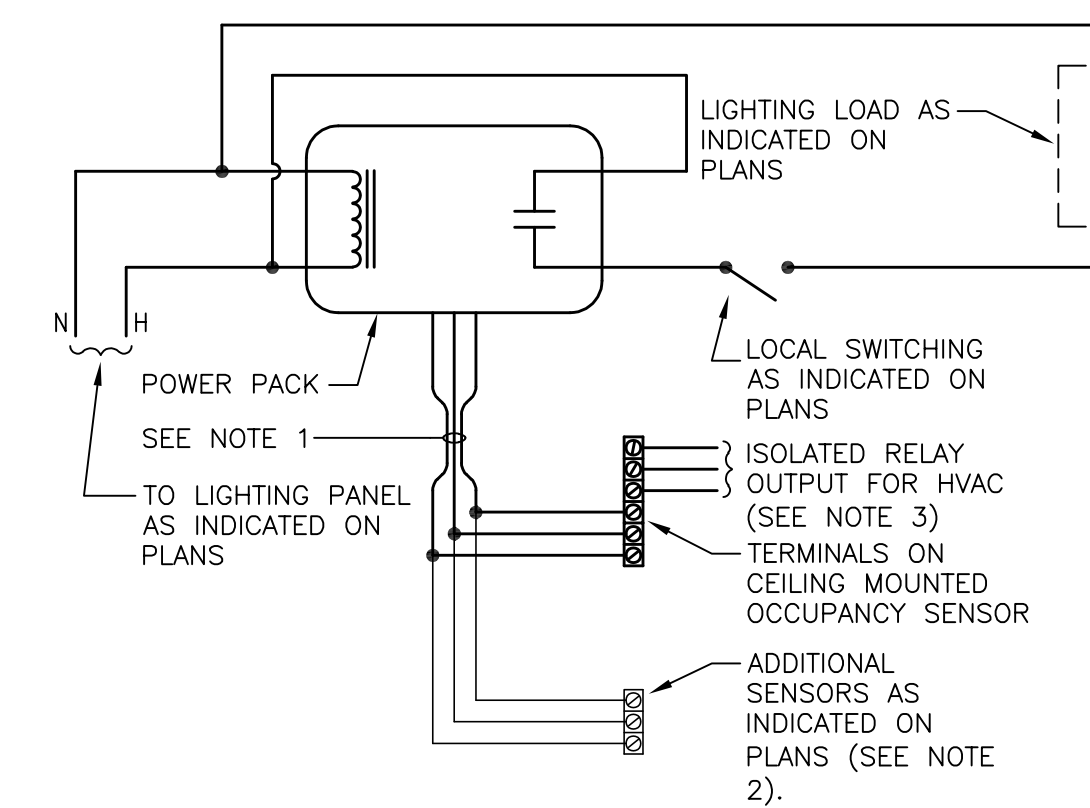 LIGHTING LOAD AS
INDICATED ON
PLANS
N
H
POWER PACK
LOCAL SWITCHING
AS INDICATED ON
PLANS
SEE NOTE 1
TO LIGHTING PANEL
AS INDICATED ON
PLANS
ISOLATED RELAY
OUTPUT FOR HVAC
(SEE NOTE 3)
TERMINALS ON
CEILING MOUNTED
OCCUPANCY SENSOR
ADDITIONAL
SENSORS AS
INDICATED ON
PLANS (SEE NOTE
2).